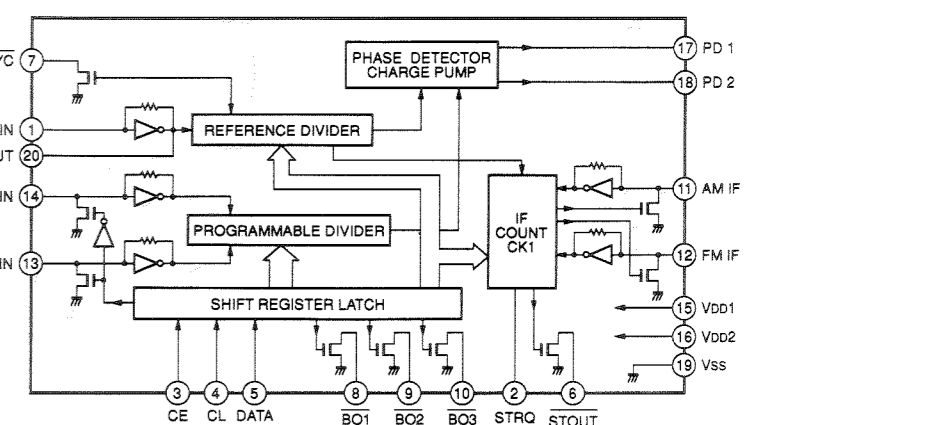 YC
7
PHASE DETECTOR
CHARGE PUMP
17 PD 1
18 PD 2
IN 1
REFERENCE DIVIDER
UT 20
IN 14
11 AM IF
IF
COUNT
CK1
PROGRAMMABLE DIVIDER
12 FM IF
IN 13
SHIFT REGISTER LATCH
15 VDD1
16 VDD2
19 VSS
3 4 5 8 9 10 2 6
CE CL DATA BO1 BO2 BO3 STRQ STOUT